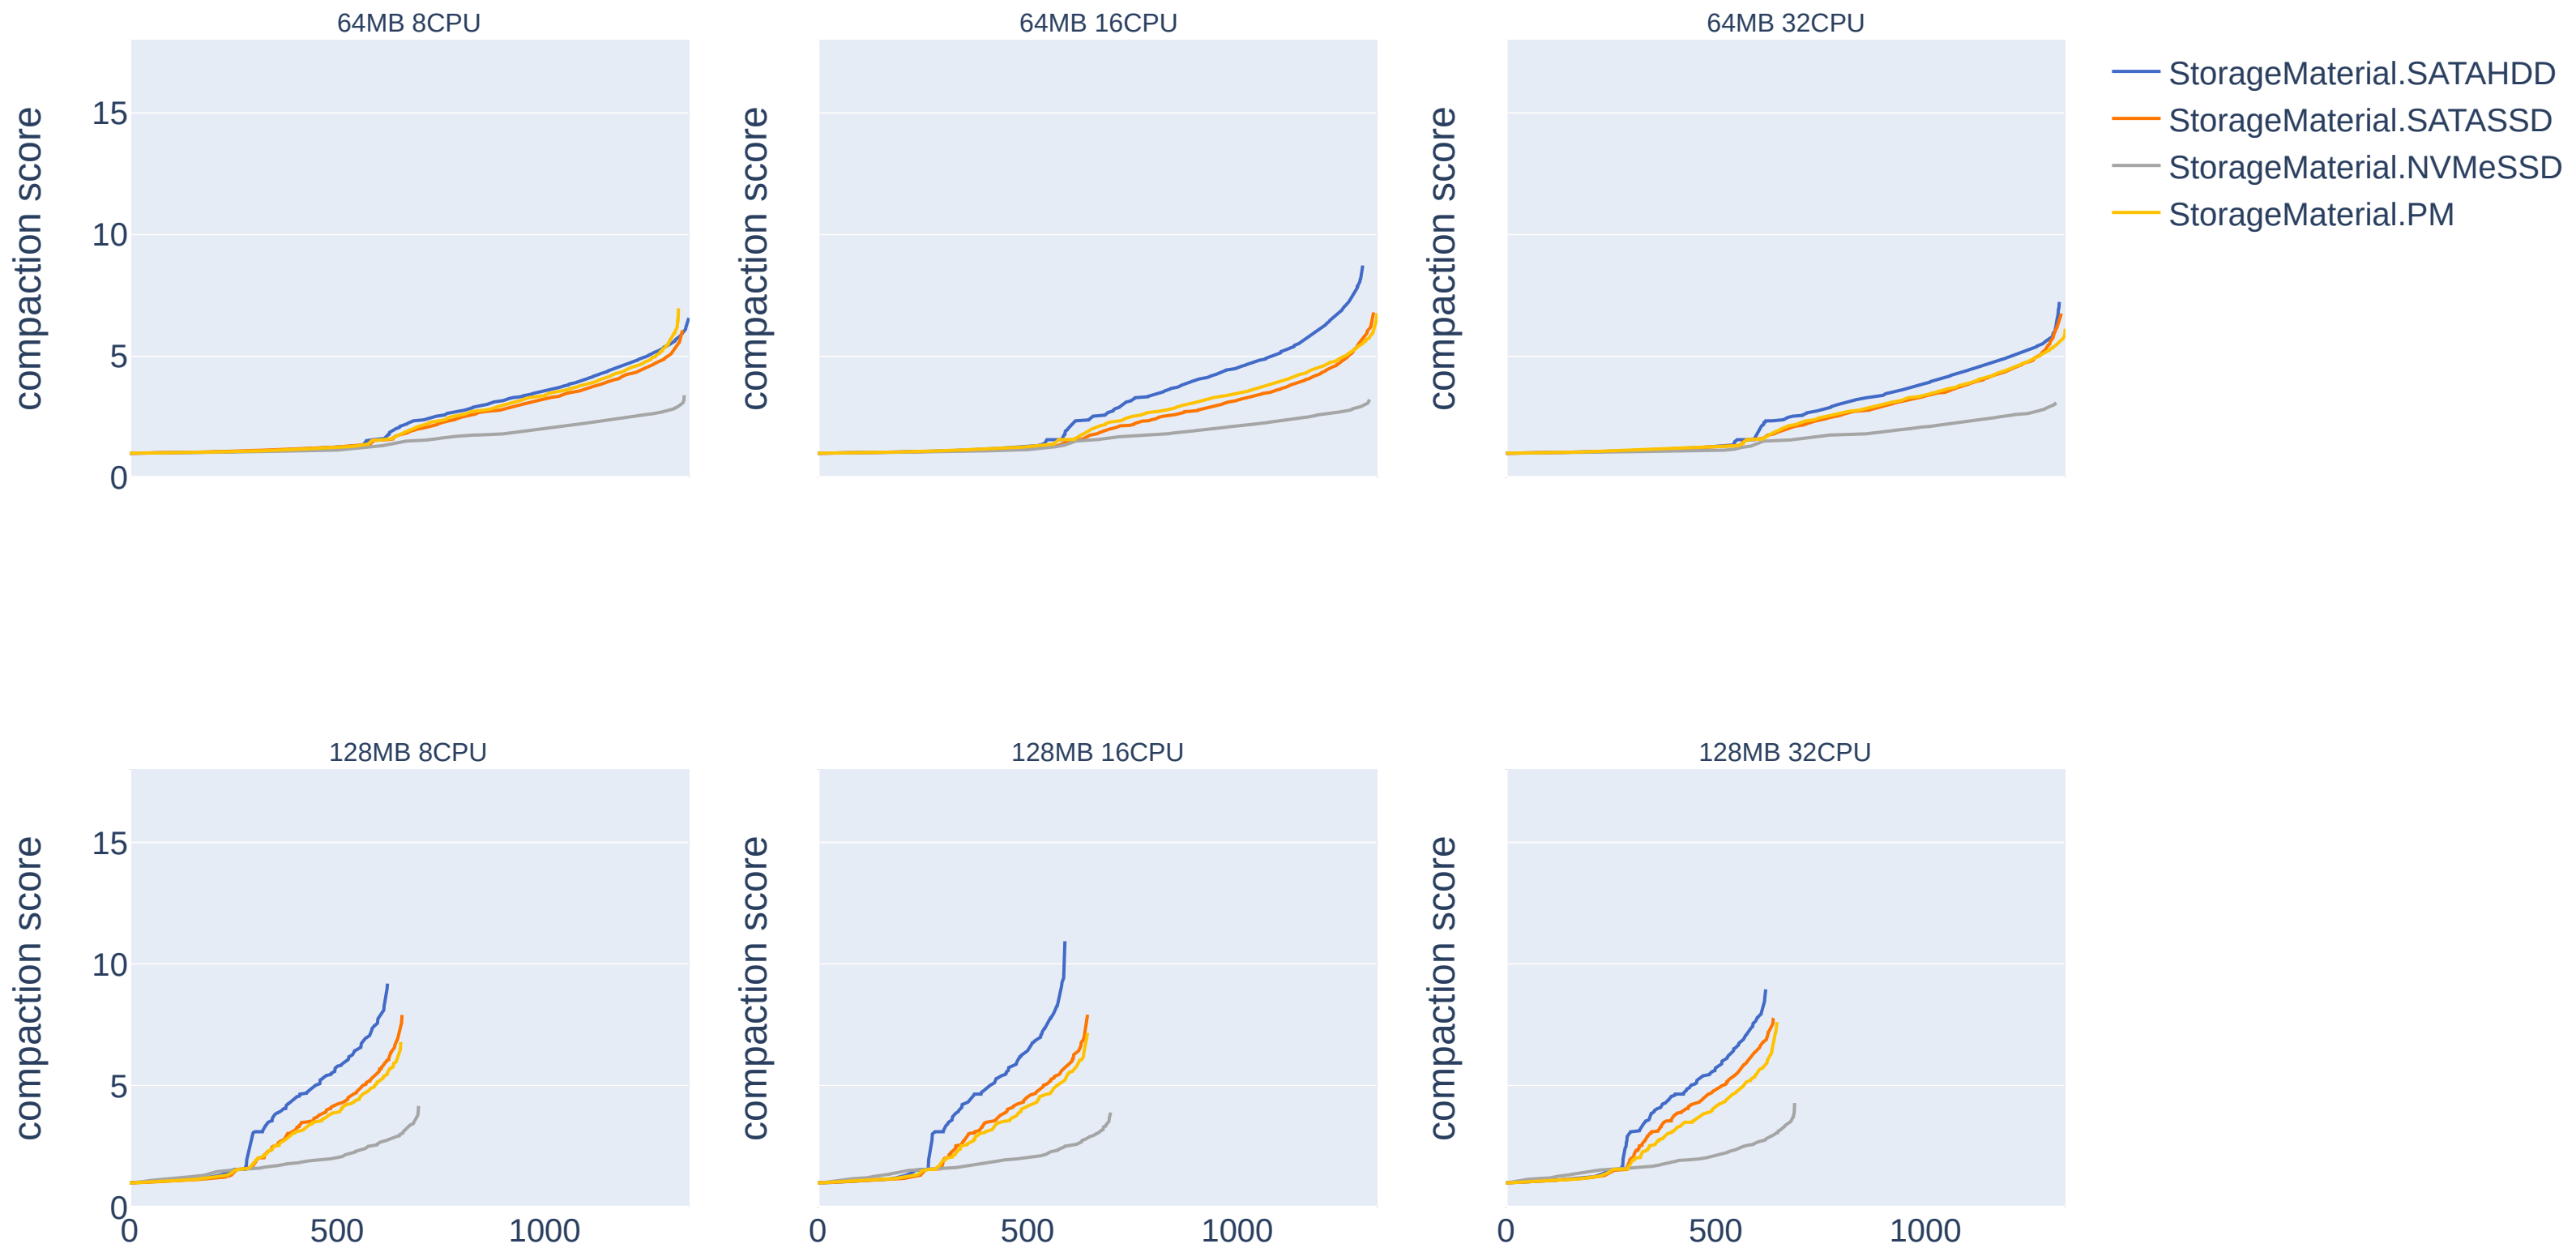 64MB 8CPU
64MB 16CPU
64MB 32CPU
compaction score
15
10
5
0
compaction score
compaction score
StorageMaterial.SATAHDD
StorageMaterial.SATASSD
StorageMaterial.NVMeSSD
StorageMaterial.PM
128MB 8CPU
128MB 16CPU
128MB 32CPU
compaction score
15
10
5
0
compaction score
compaction score
0 500 1000
0 500 1000
0 500 1000